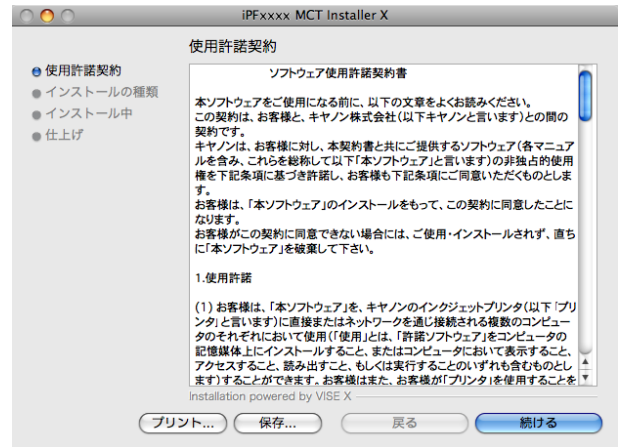 iPFxxxx MCT Installer X
使用許諾契約
使用許諾契約
インストールの種類
インストール中
仕上げ
ソフトウェア使用許諾契約書
本ソフトウェアをご使用になる前に、以下の文章をよくお読みください。
この契約は、お客様と、キヤノン株式会社(以下キヤノンと言います)との間の
契約です。
キヤノンは、お客様に対し、本契約書と共にご提供するソフトウェア(各マニュア
ルを含み、これらを総称して以下「本ソフトウェア」と言います)の非独占的使用
権を下記条項に基づき許諾し、お客様も下記条項にご同意いただくものとしま
す。
お客様は、「本ソフトウェア」のインストールをもって、この契約に同意したことに
なります。
お客様がこの契約に同意できない場合には、ご使用・インストールされず、直ち
に「本ソフトウェア」を破棄して下さい。
1.使用許諾
(1) お客様は、「本ソフトウェア」を、キヤノンのインクジェットプリンタ(以下「プリ
ンタ」と言います)に直接またはネットワークを通じ接続される複数のコンピュー
タのそれぞれにおいて使用(「使用」とは、「許諾ソフトウェア」をコンピュータの
記憶媒体上にインストールすること、またはコンピュータにおいて表示すること、
アクセスすること、読み出すこと、もしくは実行することのいずれも含むものとし
ます)することができます。お客様はまた、お客様が「プリンタ」を使用することを
Installation powered by VISE X
プリント...
保存...
戻る
続ける